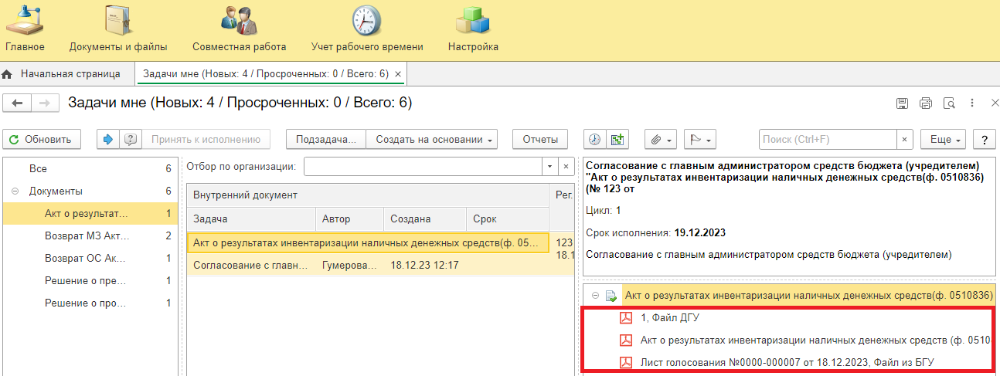 Главное
Документы и файлы
Совместная работа
Учет рабочего времени
Настройка
Начальная страница
Задачи мне (Новых: 4 / Просроченных: 0 / Всего: 6) ×
Задачи мне (Новых: 4 / Просроченных: 0 / Всего: 6)
Обновить
Принять к исполнению
Подзадача...
Создать на основании
Отчеты
Поиск (Ctrl+F)
×
Еще
?
Все 6
Документы 6
Акт о результат... 1
Возврат МЗ Акт... 2
Возврат ОС Ак... 1
Решение о пре... 1
Решение о про... 1
Отбор по организации:
×
Внутренний документ
Рег.
Задача
Автор
Создана
Срок
Акт о результатах инвентаризации наличных денежных средств(ф. 05...
123
18.1
Согласование с главн...
Гумерова...
18.12.23 12:17
Согласование с главным администратором средств бюджета (учредителем)
"Акт о результатах инвентаризации наличных денежных средств(ф. 0510836)
(№ 123 от
Цикл: 1
Срок исполнения: 19.12.2023
Согласование с главным администратором средств бюджета (учредителем)
Акт о результатах инвентаризации наличных денежных средств(ф. 0510836)
1, Файл ДГУ
Акт о результатах инвентаризации наличных денежных средств (ф. 0510
Лист голосования №0000-000007 от 18.12.2023, Файл из БГУ